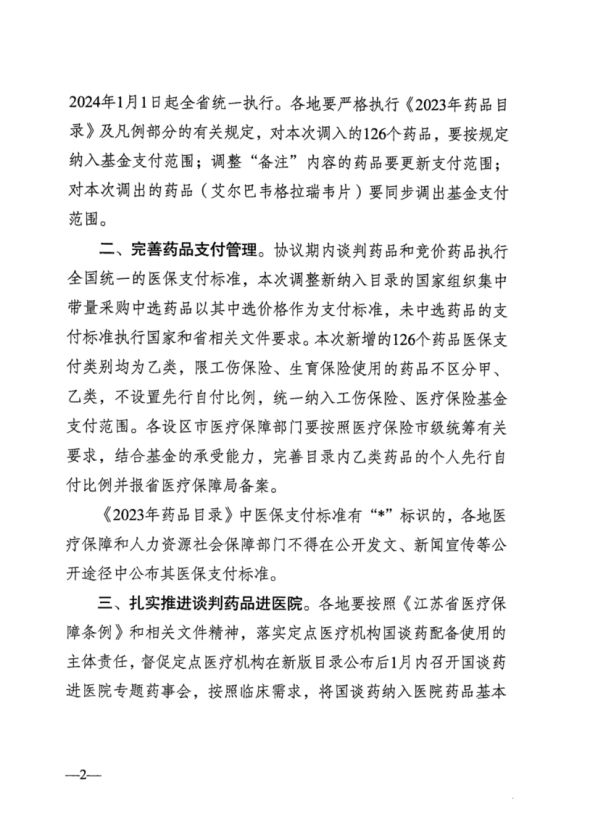 2024年1月1日起全省统一执行。各地要严格执行《2023年药品目
录》及凡例部分的有关规定，对本次调入的126个药品，要按规定
纳入基金支付范围；调整“备注”内容的药品要更新支付范围；
对本次调出的药品（艾尔巴韦格拉瑞韦片）要同步调出基金支付
范围。
二、完善药品支付管理。协议期内谈判药品和竞价药品执行
全国统一的医保支付标准，本次调整新纳入目录的国家组织集中
带量采购中选药品以其中选价格作为支付标准，未中选药品的支
付标准执行国家和省相关文件要求。本次新增的126个药品医保支
付类别均为乙类，限工伤保险、生育保险使用的药品不区分甲、
乙类，不设置先行自付比例，统一纳入工伤保险、医疗保险基金
支付范围。各设区市医疗保障部门要按照医疗保险市级统筹有关
要求，结合基金的承受能力，完善目录内乙类药品的个人先行自
付比例并报省医疗保障局备案。
《2023年药品目录》中医保支付标准有“*”标识的，各地医
疗保障和人力资源社会保障部门不得在公开发文、新闻宣传等公
开途径中公布其医保支付标准。
三、扎实推进谈判药品进医院。各地要按照《江苏省医疗保
障条例》和相关文件精神，落实定点医疗机构国谈药配备使用的
主体责任，督促定点医疗机构在新版目录公布后1月内召开国谈药
进医院专题药事会，按照临床需求，将国谈药纳入医院药品基本
—2—